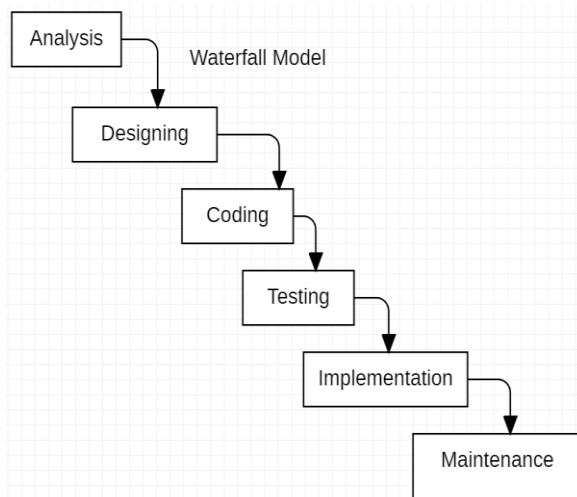 Analysis
Waterfall Model
Designing
Coding
Testing
Implementation
Maintenance